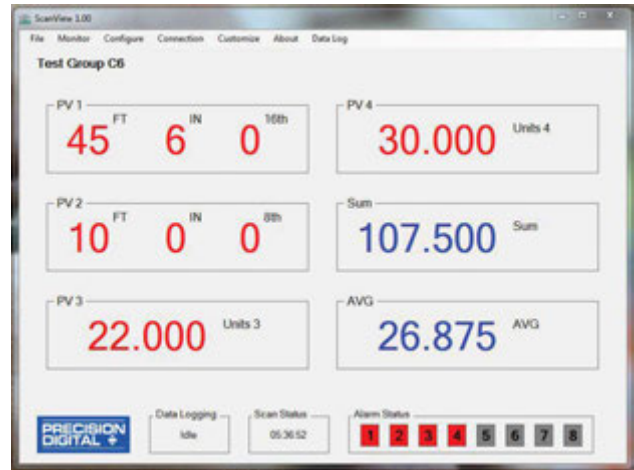 ScanView 1.00
File Monitor Configure Connection Customize About Data Log
Test Group C6
PV 1
45 FT 6 IN 0 16th
PV 4
30.000 Units 4
PV 2
10 FT 0 IN 0 8th
Sum
107.500 Sum
PV 3
22.000 Units 3
AVG
26.875 AVG
PRECISION
DIGITAL
Data Logging
Idle
Scan Status
05:36:52
Alarm Status
1 2 3 4 5 6 7 8